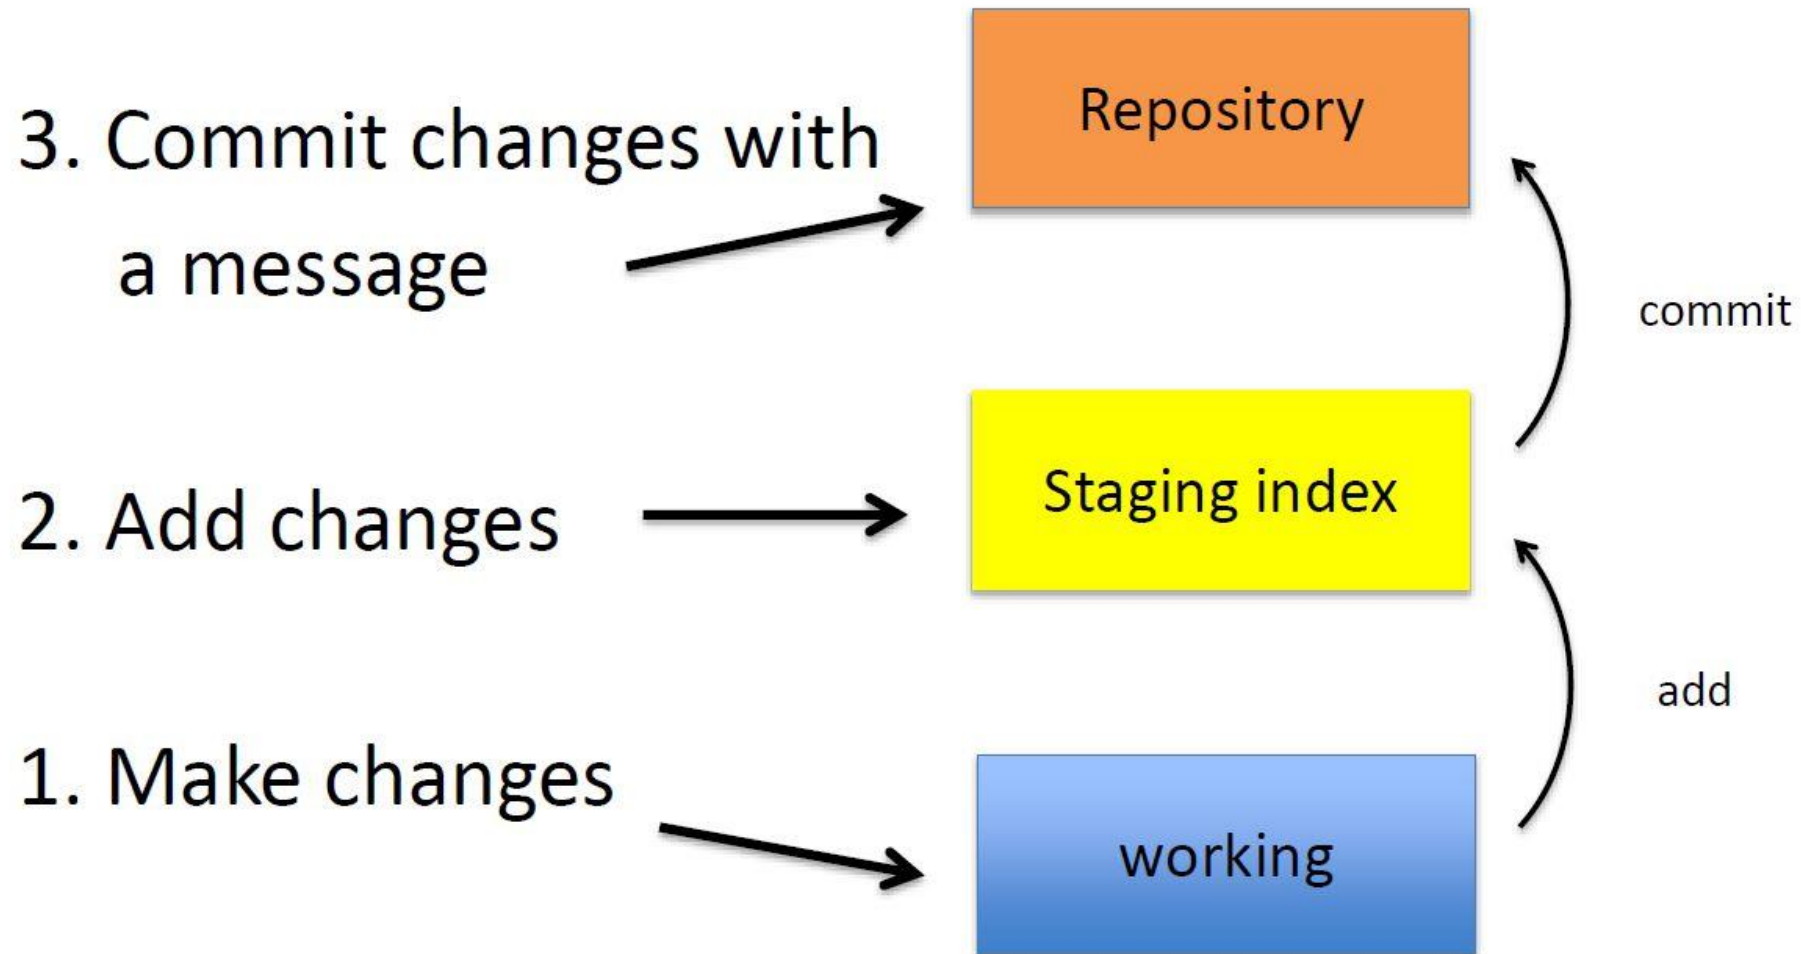 Repository
3. Commit changes with
a message
commit
Staging index
2. Add changes
add
1. Make changes
working